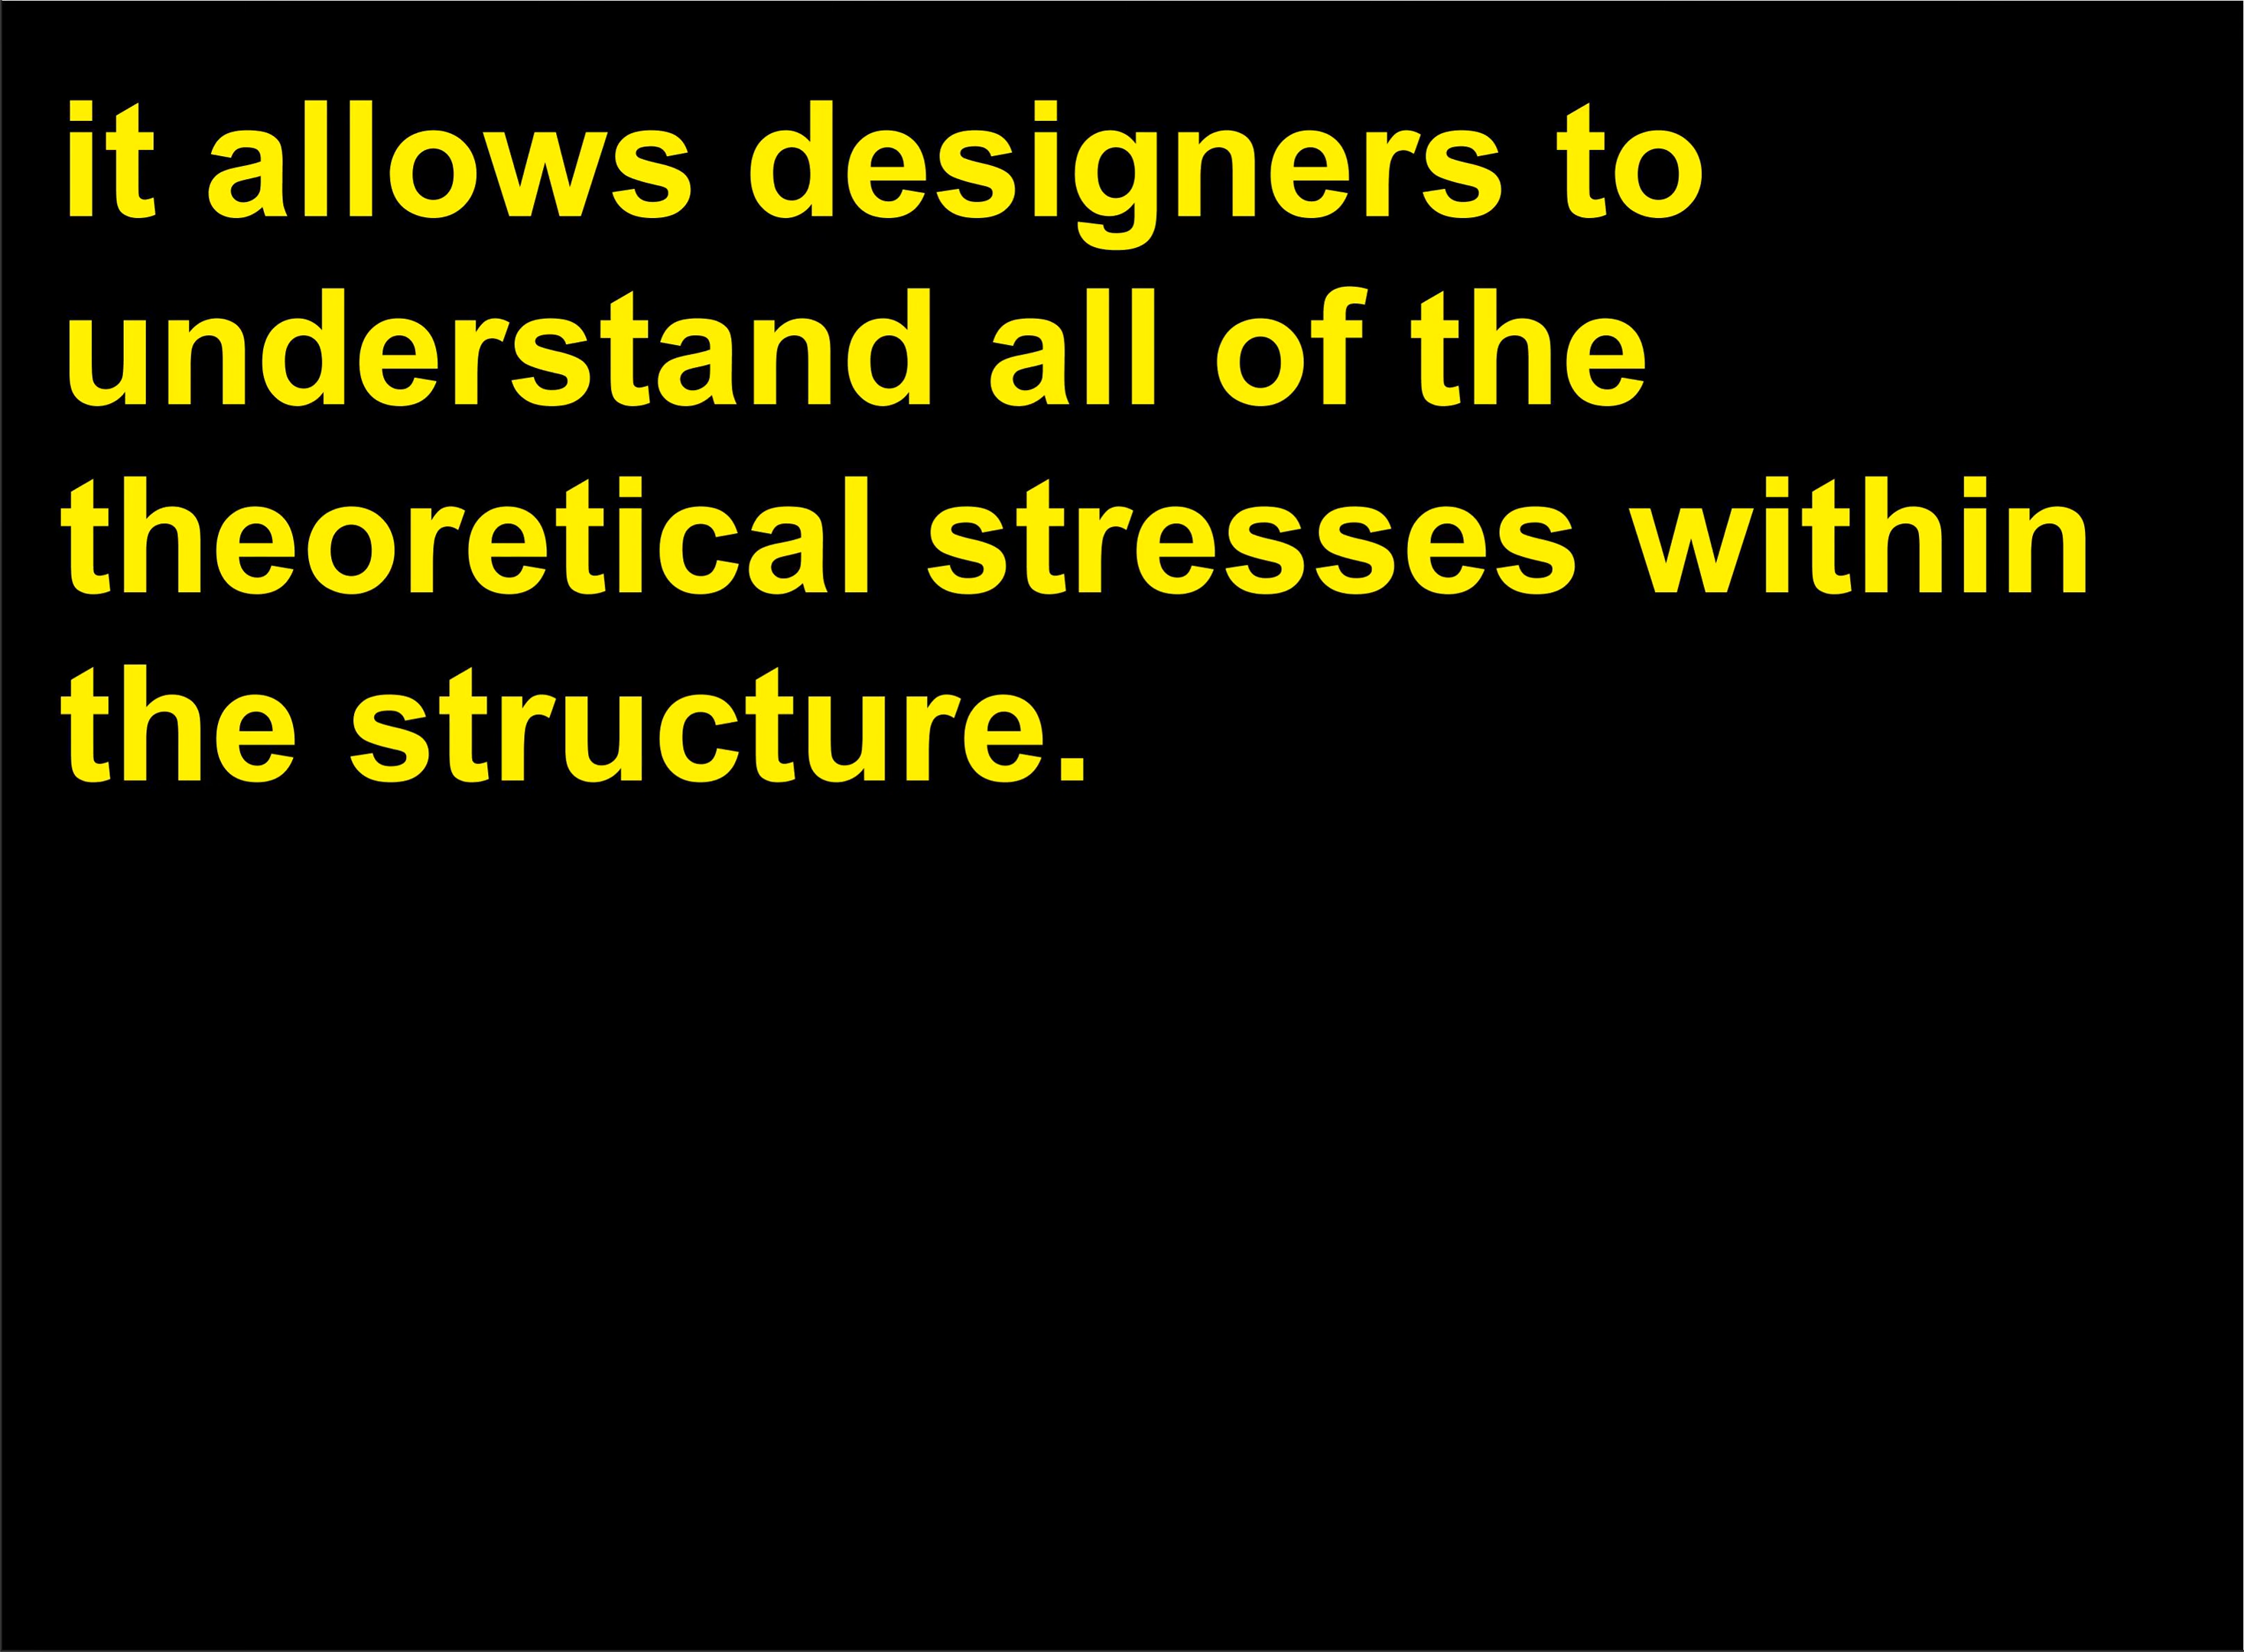 it allows designers to
understand all of the
theoretical stresses within
the structure.